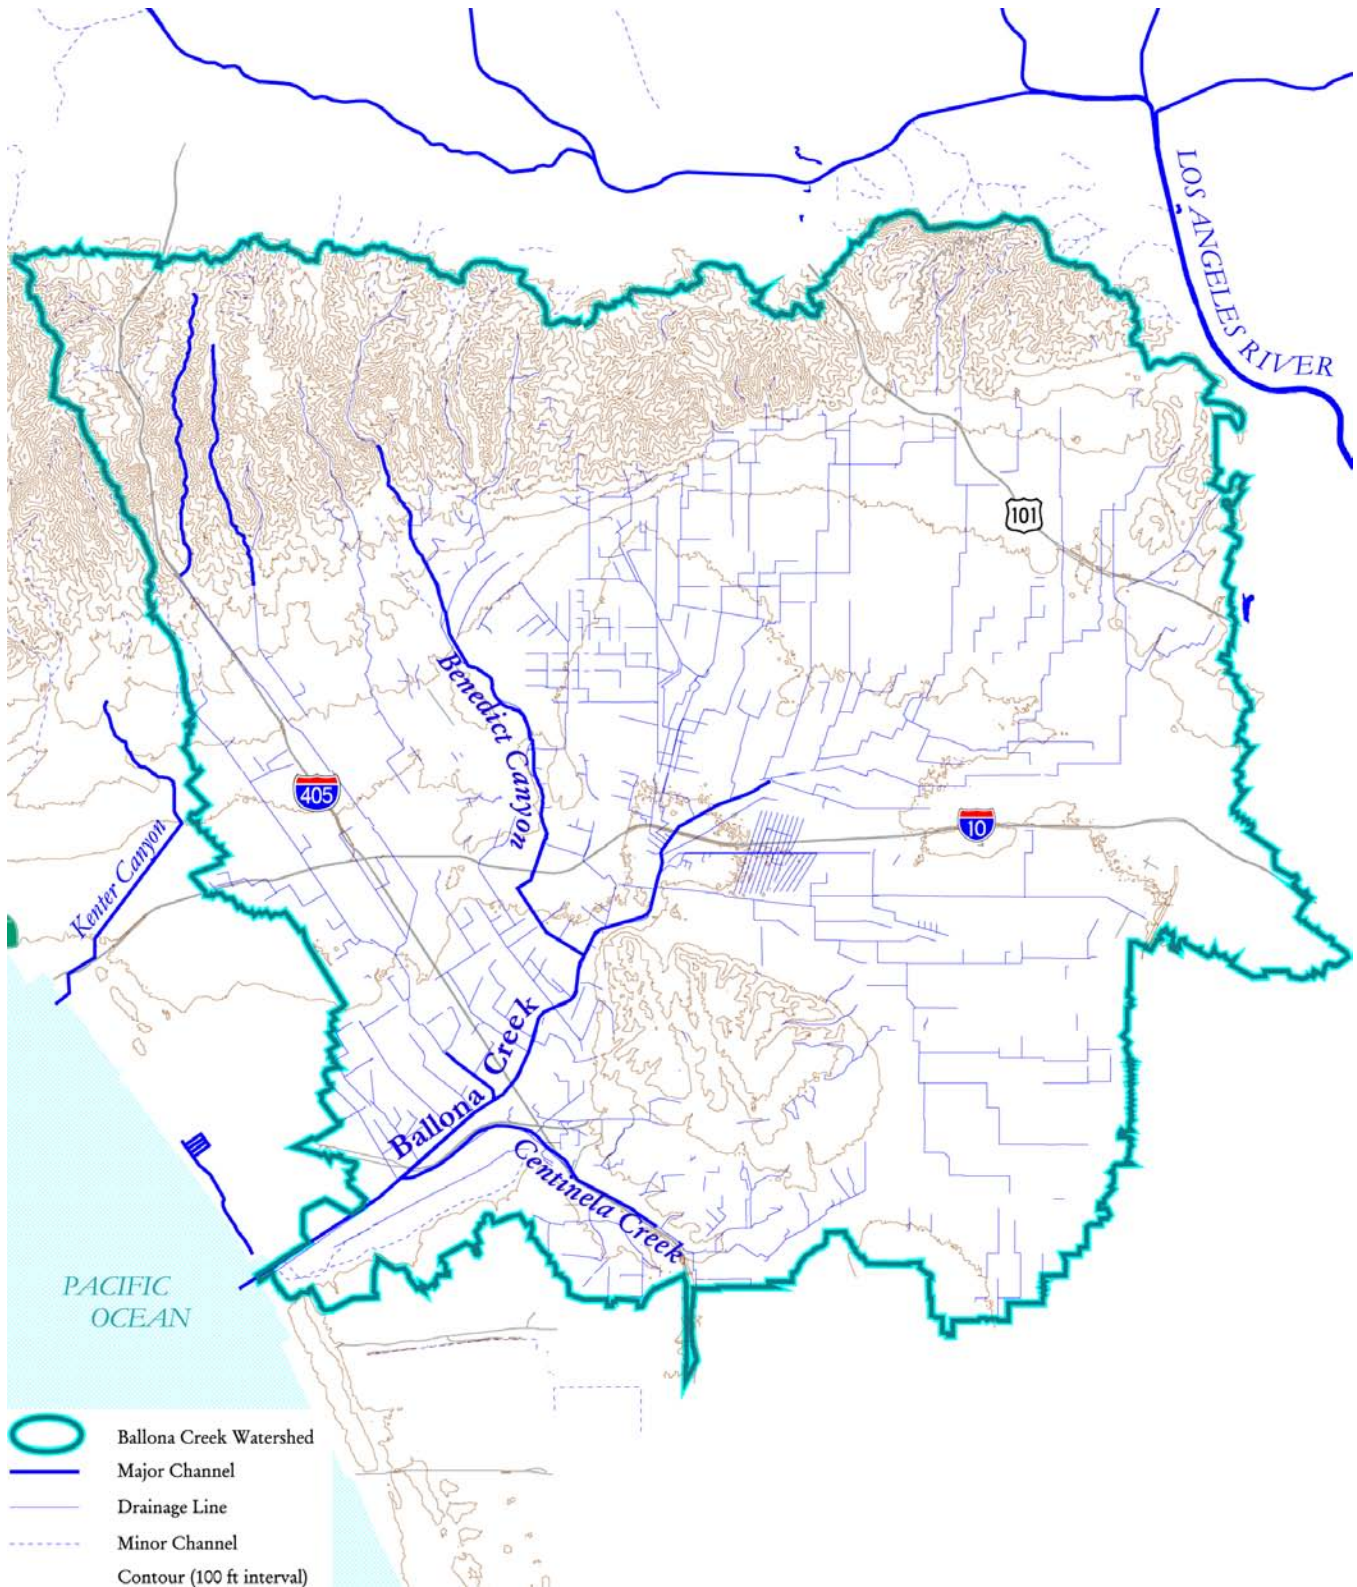 LOS ANGELES RIVER
101
Benedict Canyon
405
10
Kenter Canyon
Ballona Creek
Centinela Creek
PACIFIC
OCEAN
Ballona Creek Watershed
Major Channel
Drainage Line
Minor Channel
Contour (100 ft interval)